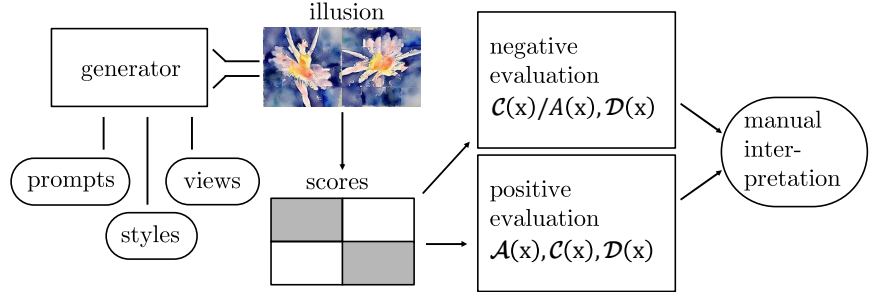 illusion
generator
prompts
views
styles
scores
negative
evaluation
𝓒(x)/A(x), 𝓓(x)
positive
evaluation
𝓐(x), 𝓒(x), 𝓓(x)
manual
inter-
pretation